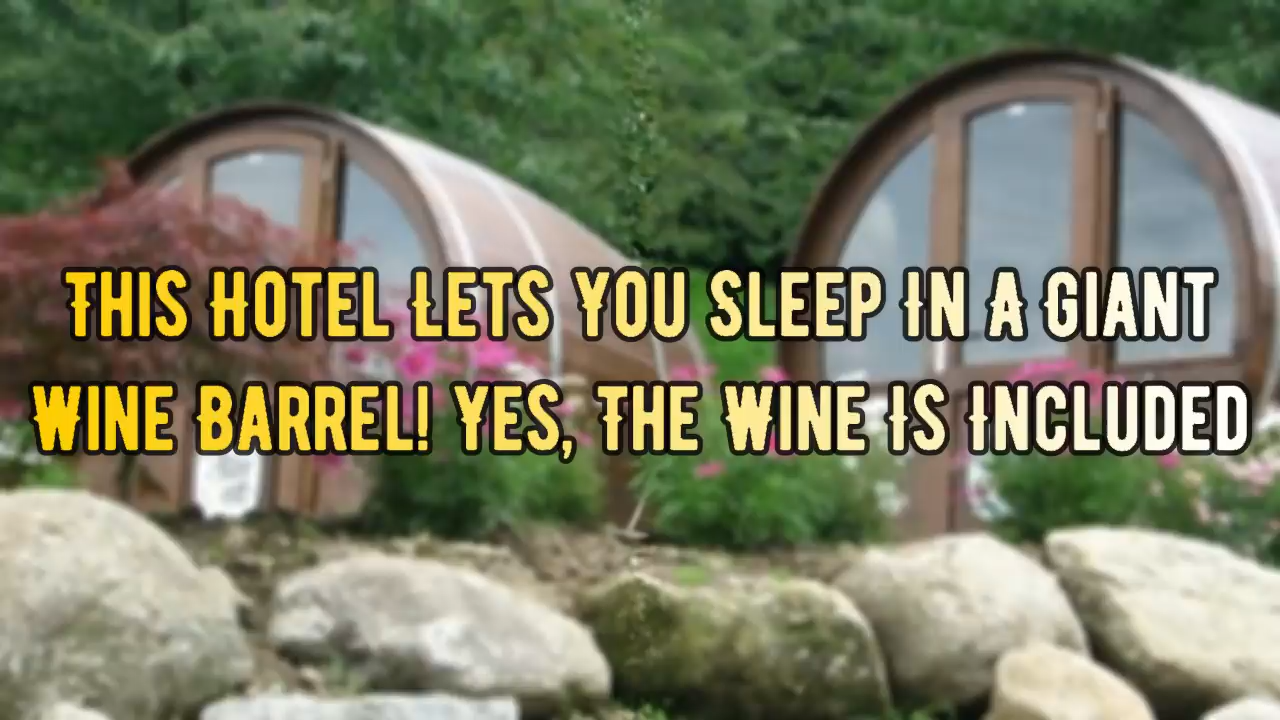 This Hotel Lets You Sleep In A Giant
Wine Barrel! Yes, The Wine Is Included